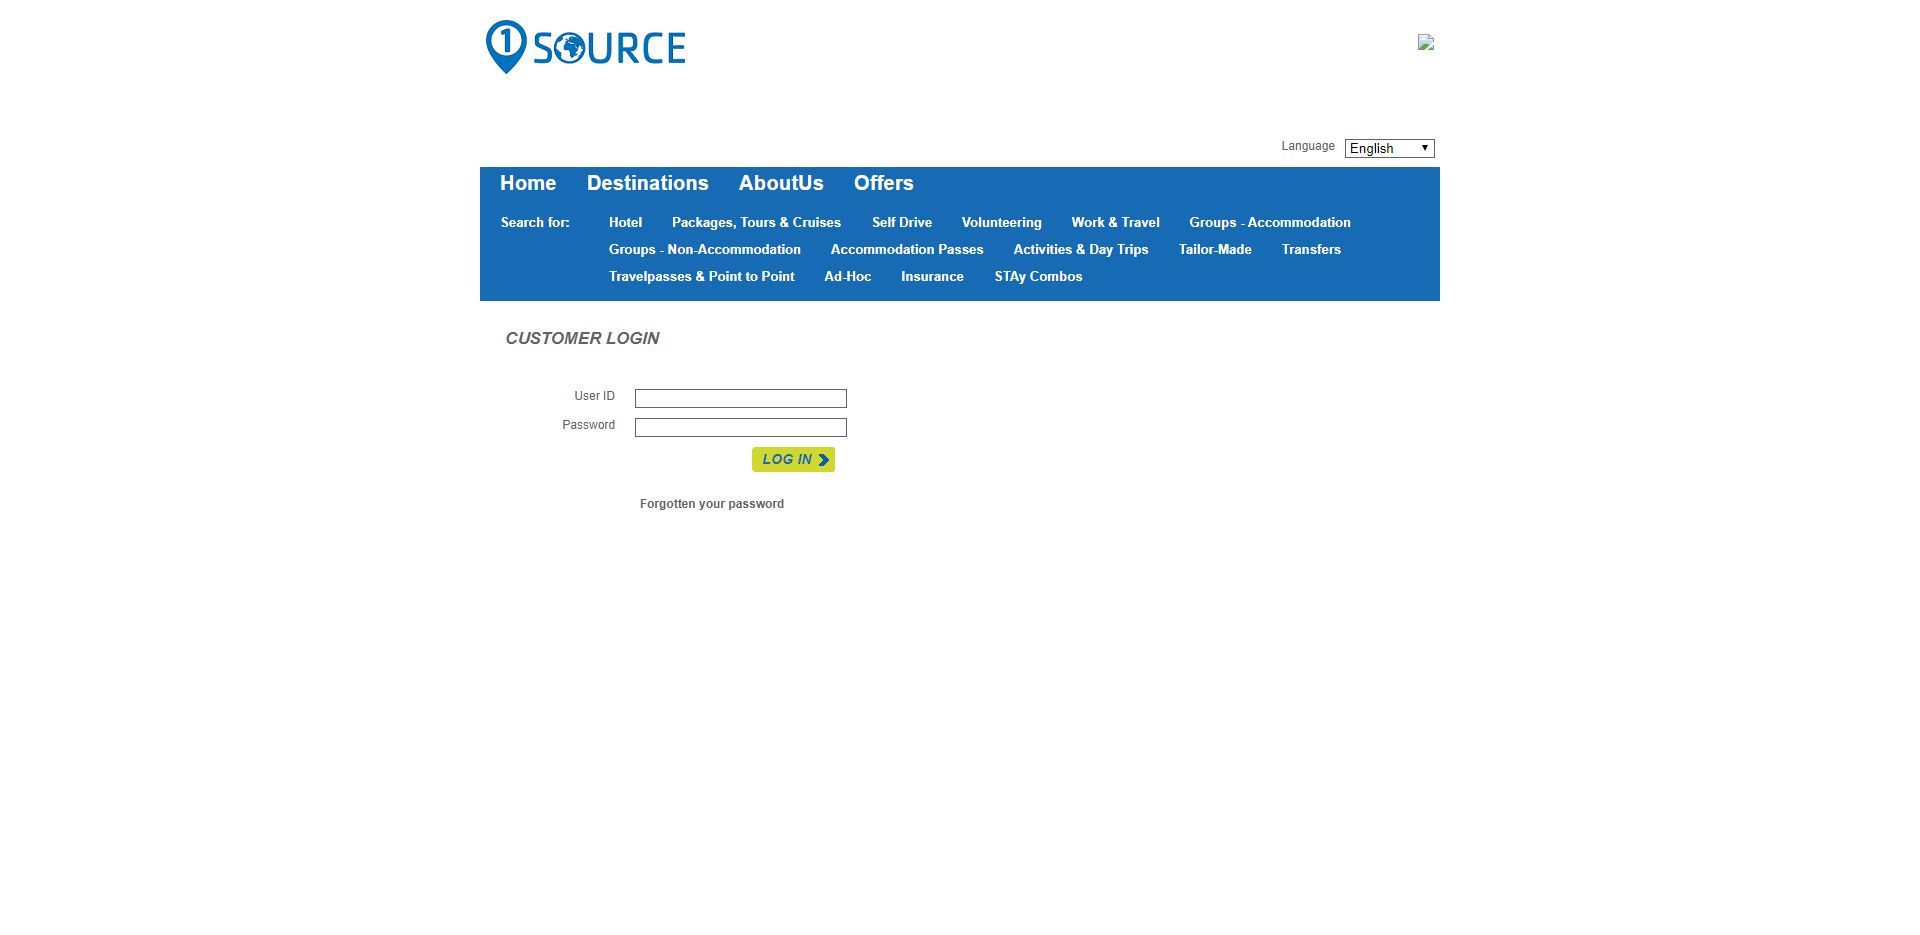 1 SOURCE
Language English
Home Destinations AboutUs Offers
Search for: Hotel Packages, Tours & Cruises Self Drive Volunteering Work & Travel Groups - Accommodation
Groups - Non-Accommodation Accommodation Passes Activities & Day Trips Tailor-Made Transfers
Travelpasses & Point to Point Ad-Hoc Insurance STAy Combos
CUSTOMER LOGIN
User ID
Password
LOG IN
Forgotten your password